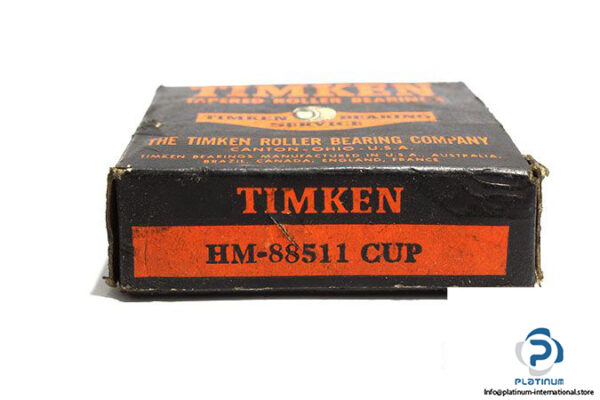 TIMKEN
TAPERED ROLLER BEARINGS
TIMKEN BEARING
SERVICE
THE TIMKEN ROLLER BEARING COMPANY
CANTON-OHIO-U.S.A.
TIMKEN BEARINGS MANUFACTURED IN U.S.A., AUSTRALIA,
BRAZIL, CANADA, ENGLAND, FRANCE
TIMKEN
HM-88511 CUP
PLATINUM
Info@platinum-international.store